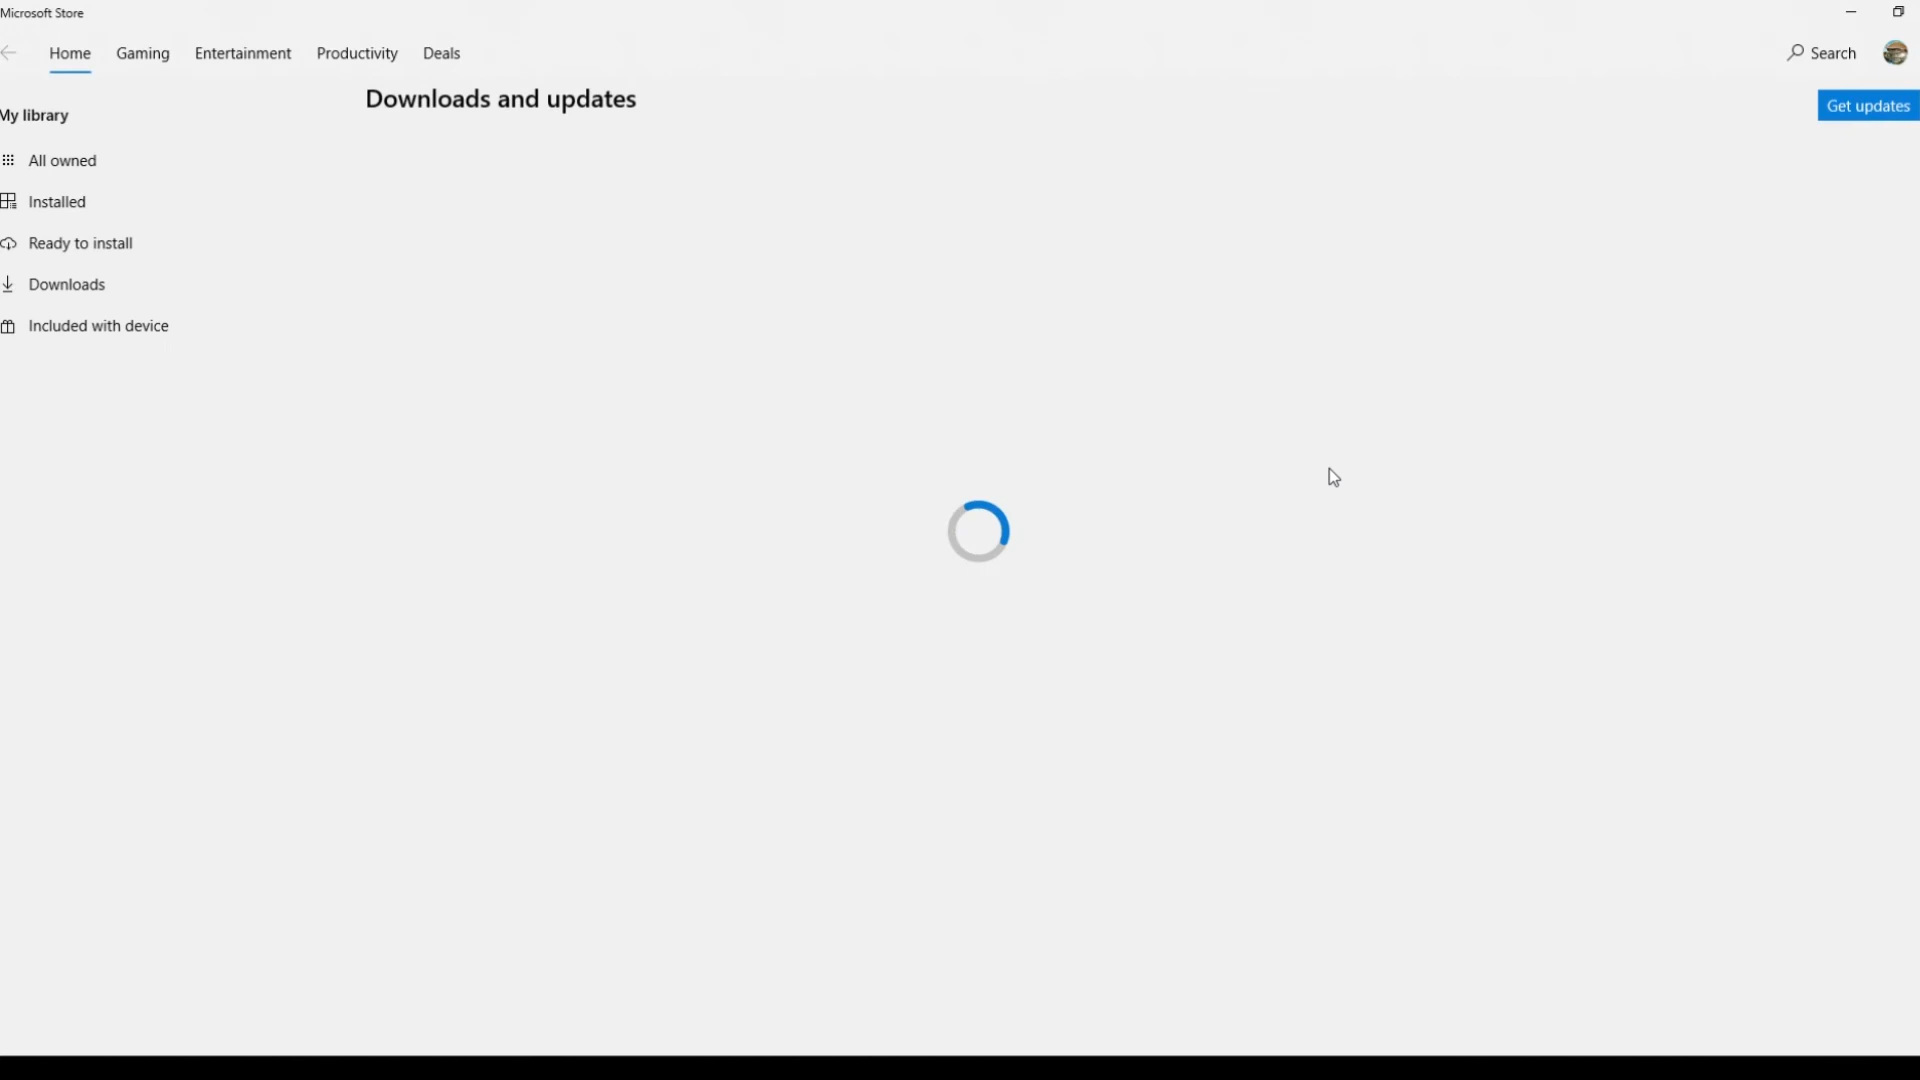 Microsoft Store
Home Gaming Entertainment Productivity Deals
Search
Downloads and updates
Get updates
My library
All owned
Installed
Ready to install
Downloads
Included with device